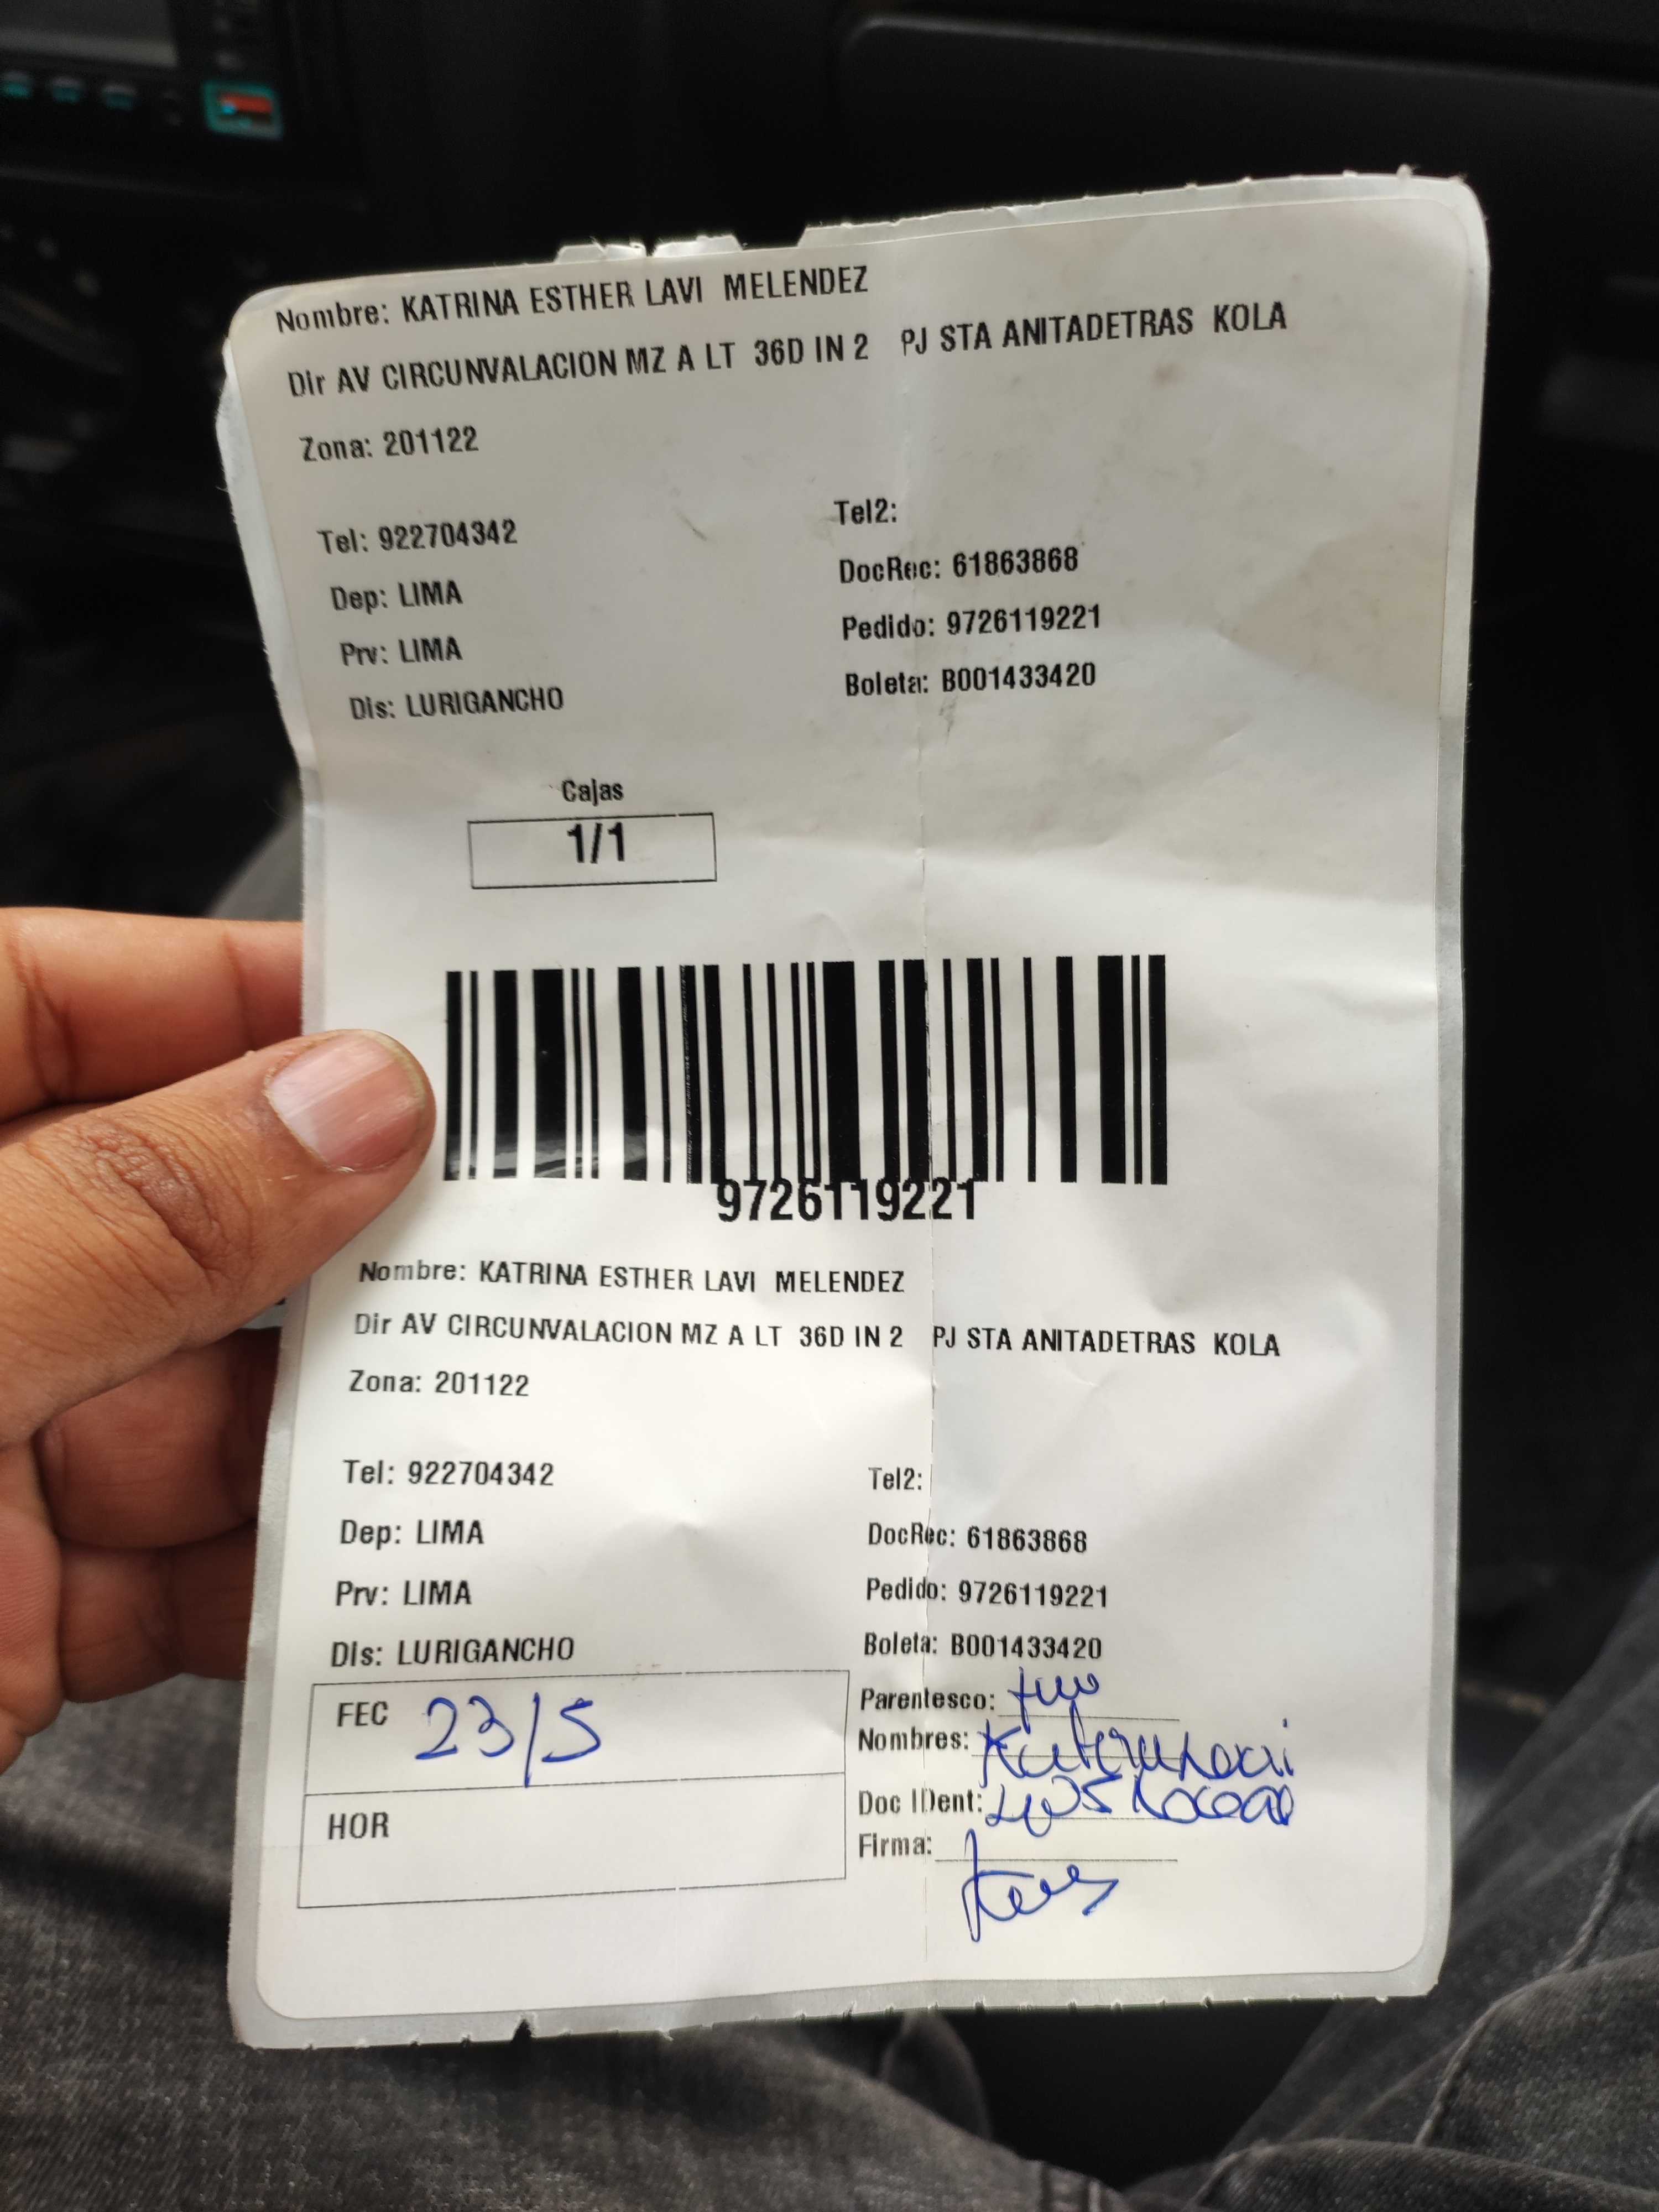 Nombre: KATRINA ESTHER LAVI MELENDEZ
Dir AV CIRCUNVALACION MZ A LT 36D IN 2 PJ STA ANITADETRAS KOLA
Zona: 201122
Tel: 922704342 Tel2:
Dep: LIMA DocRec: 61863868
Prv: LIMA Pedido: 9726119221
Dis: LURIGANCHO Boleta: B001433420
Cajas
1/1
9726119221
Nombre: KATRINA ESTHER LAVI MELENDEZ
Dir AV CIRCUNVALACION MZ A LT 36D IN 2 PJ STA ANITADETRAS KOLA
Zona: 201122
Tel: 922704342 Tel2:
Dep: LIMA DocRec: 61863868
Prv: LIMA Pedido: 9726119221
Dis: LURIGANCHO Boleta: B001433420
FEC 23/5
HOR
Parentesco:
Nombres:
Doc IDent:
Firma: